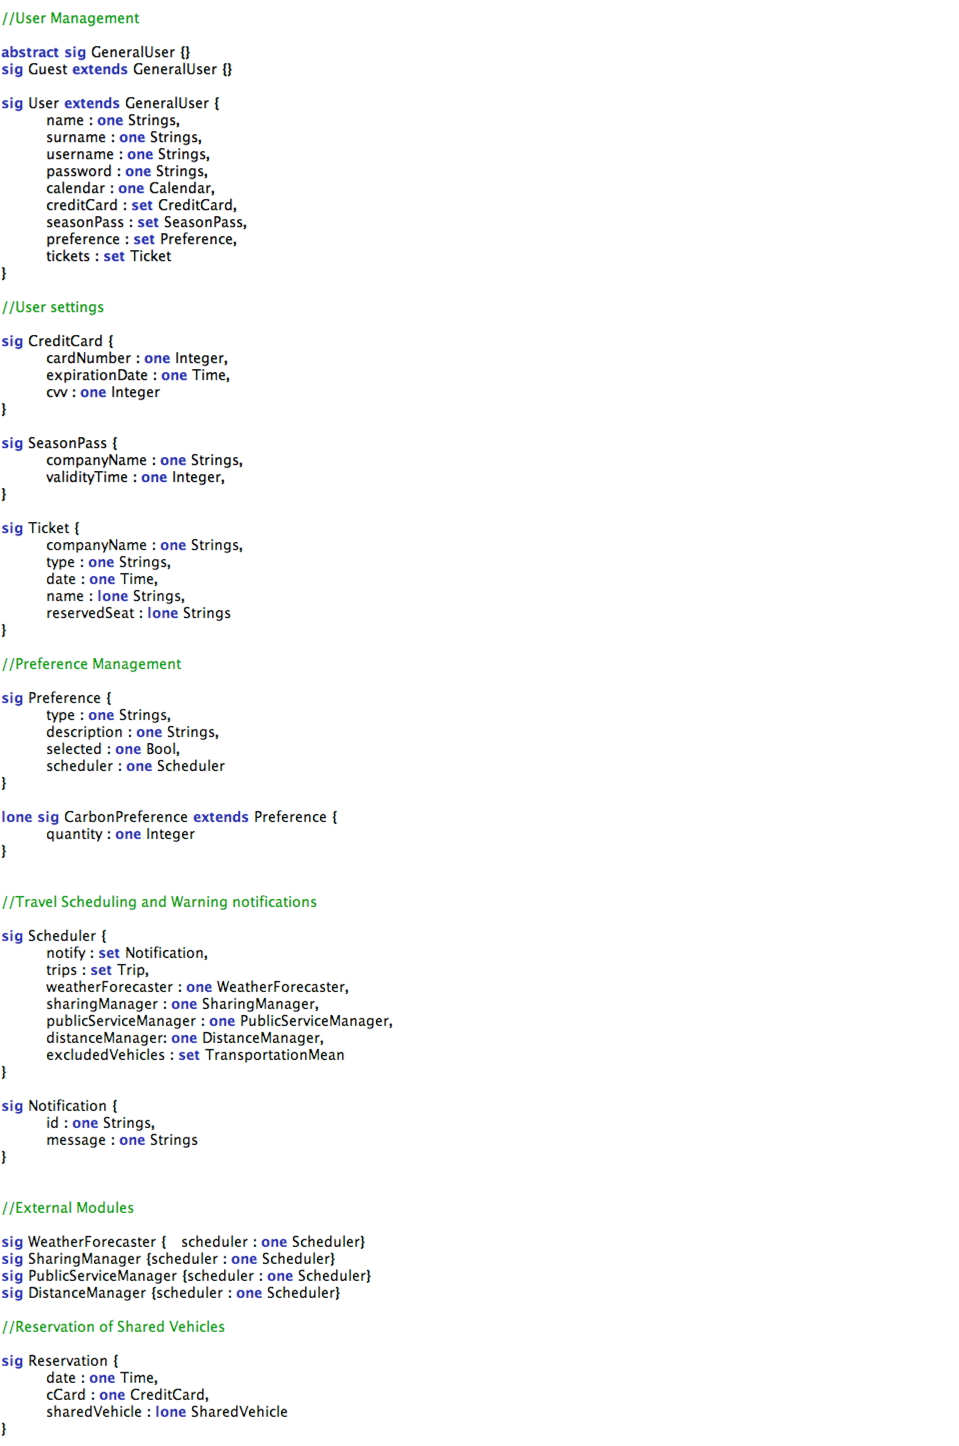 //User Management
abstract sig GeneralUser {}
sig Guest extends GeneralUser {}
sig User extends GeneralUser {
name : one Strings,
surname : one Strings,
username : one Strings,
password : one Strings,
calendar : one Calendar,
creditCard : set CreditCard,
seasonPass : set SeasonPass,
preference : set Preference,
tickets : set Ticket
}
//User settings
sig CreditCard {
cardNumber : one Integer,
expirationDate : one Time,
cvv : one Integer
}
sig SeasonPass {
companyName : one Strings,
validityTime : one Integer,
}
sig Ticket {
companyName : one Strings,
type : one Strings,
date : one Time,
name : lone Strings,
reservedSeat : lone Strings
}
//Preference Management
sig Preference {
type : one Strings,
description : one Strings,
selected : one Bool,
scheduler : one Scheduler
}
lone sig CarbonPreference extends Preference {
quantity : one Integer
}
//Travel Scheduling and Warning notifications
sig Scheduler {
notify : set Notification,
trips : set Trip,
weatherForecaster : one WeatherForecaster,
sharingManager : one SharingManager,
publicServiceManager : one PublicServiceManager,
distanceManager: one DistanceManager,
excludedVehicles : set TransportationMean
}
sig Notification {
id : one Strings,
message : one Strings
}
//External Modules
sig WeatherForecaster { scheduler : one Scheduler}
sig SharingManager {scheduler : one Scheduler}
sig PublicServiceManager {scheduler : one Scheduler}
sig DistanceManager {scheduler : one Scheduler}
//Reservation of Shared Vehicles
sig Reservation {
date : one Time,
cCard : one CreditCard,
sharedVehicle : lone SharedVehicle
}